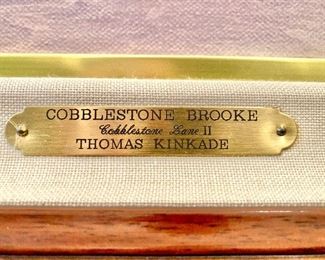 COBBLESTONE BROOKE
Cobblestone Lane II
THOMAS KINKADE